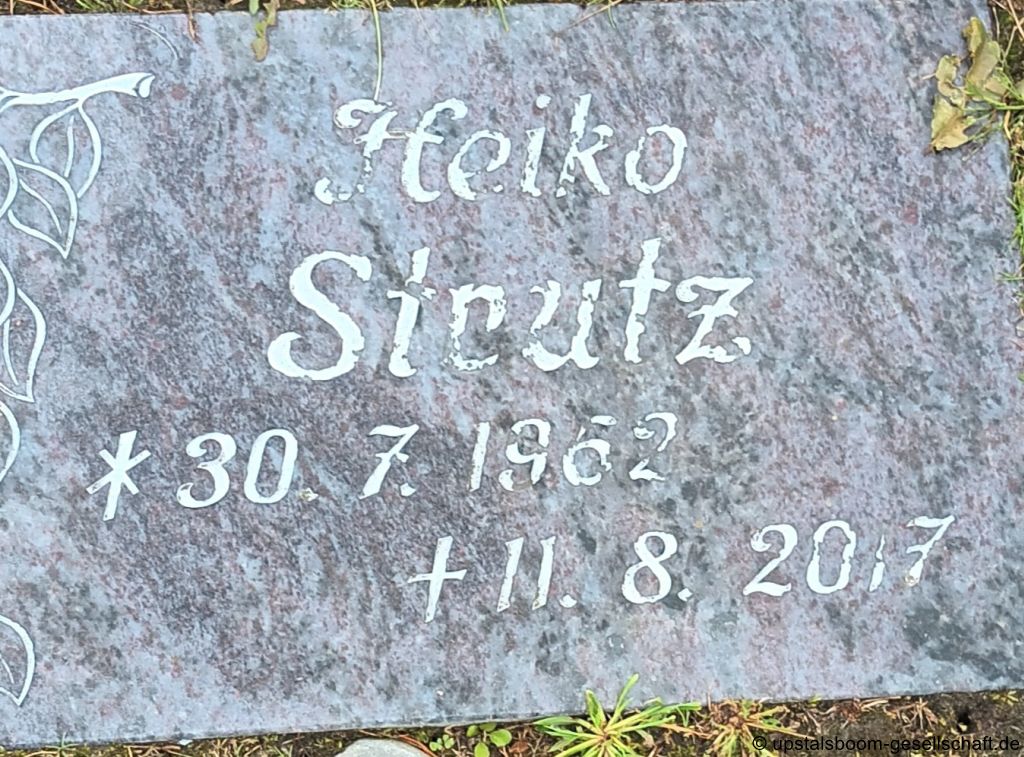 Heiko
Strutz
* 30. 7. 1962
+ 11. 8. 2017
© upstalsboom-gesellschaft.de